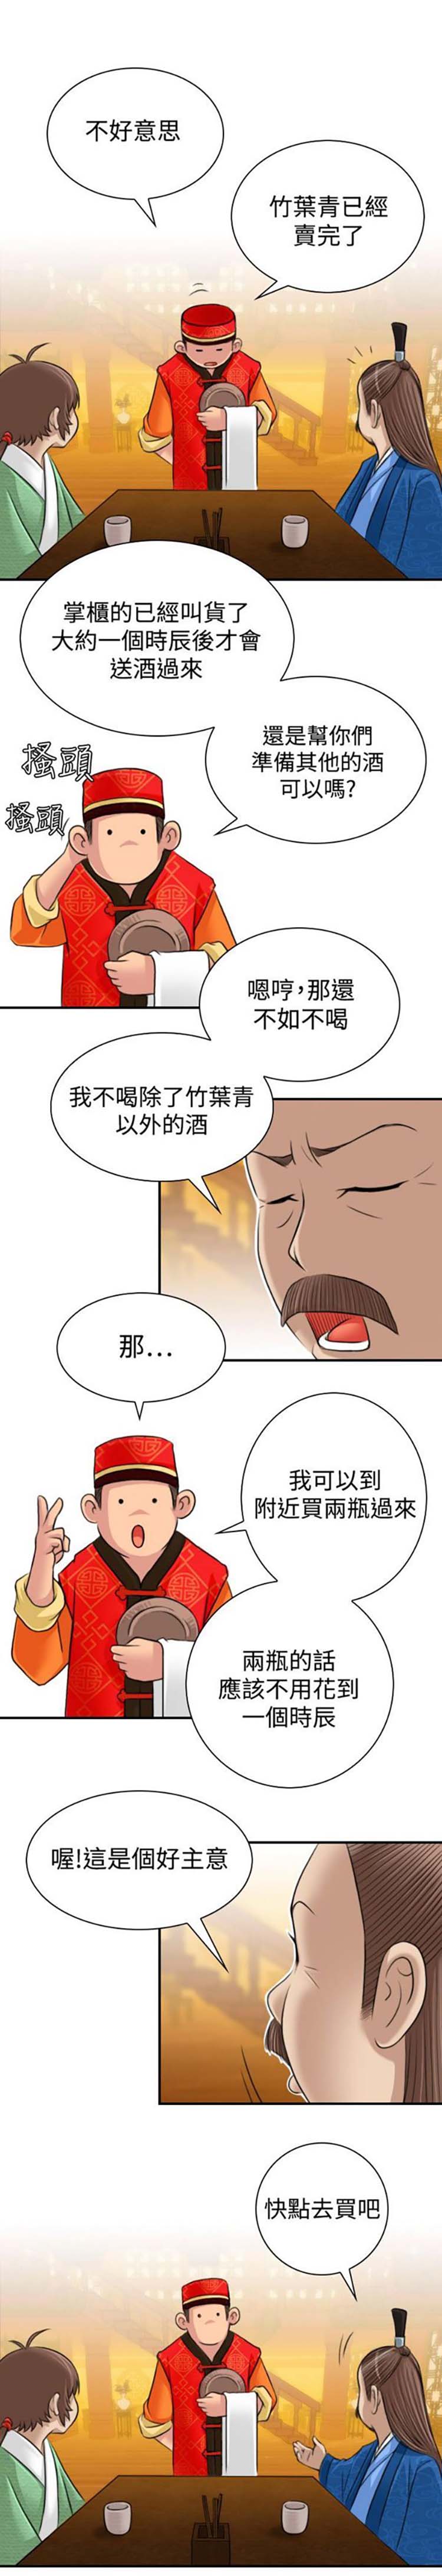 不好意思
竹葉青已經
賣完了
掌櫃的已經叫貨了
大約一個時辰後才會
送酒過來
還是幫你們
準備其他的酒
可以嗎?
搔頭
搔頭
嗯哼,那還
不如不喝
我不喝除了竹葉青
以外的酒
那...
我可以到
附近買兩瓶過來
兩瓶的話
應該不用花到
一個時辰
喔!這是個好主意
快點去買吧